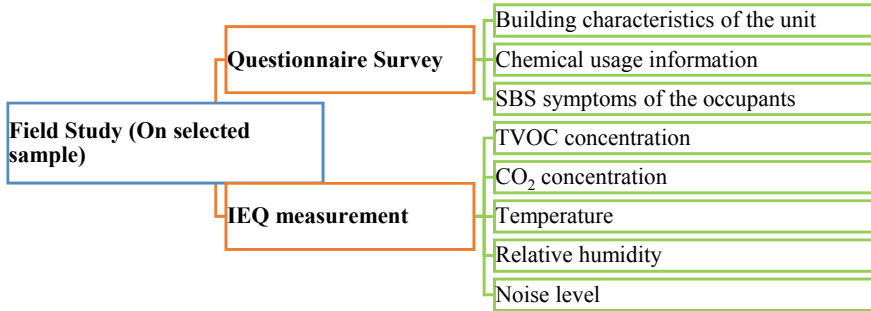 Field Study (On selected
sample)
Questionnaire Survey
Building characteristics of the unit
Chemical usage information
SBS symptoms of the occupants
IEQ measurement
TVOC concentration
CO₂ concentration
Temperature
Relative humidity
Noise level